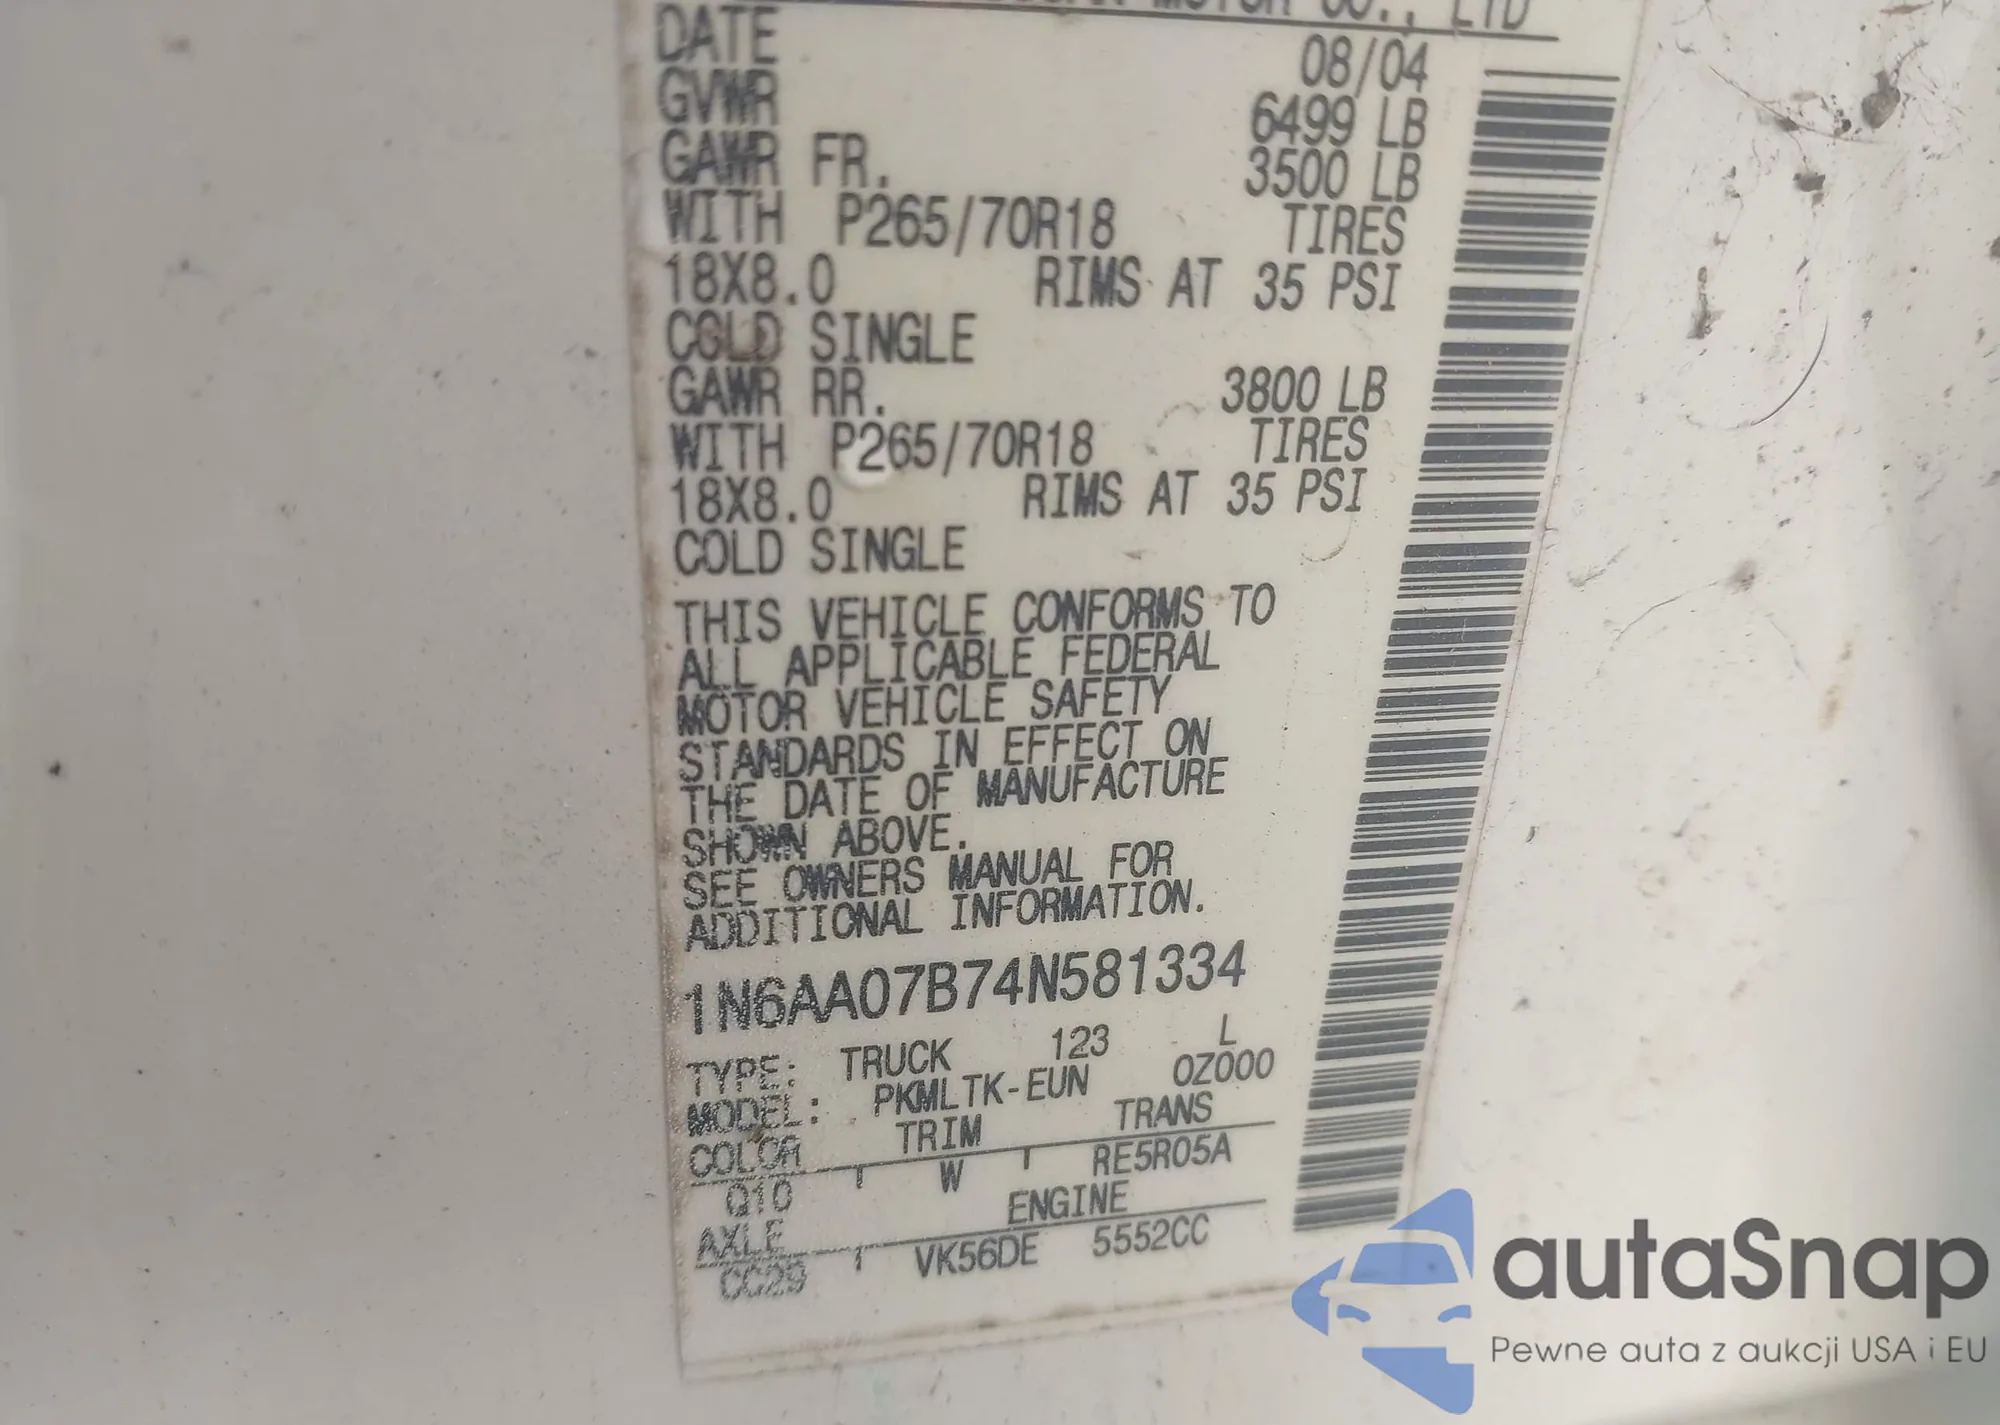 MOTOR CO., LTD
DATE 08/04
GVWR 6499 LB
GAWR FR. 3500 LB
WITH P265/70R18 TIRES
18X8.0 RIMS AT 35 PSI
COLD SINGLE
GAWR RR. 3800 LB
WITH P265/70R18 TIRES
18X8.0 RIMS AT 35 PSI
COLD SINGLE
THIS VEHICLE CONFORMS TO
ALL APPLICABLE FEDERAL
MOTOR VEHICLE SAFETY
STANDARDS IN EFFECT ON
THE DATE OF MANUFACTURE
SHOWN ABOVE.
SEE OWNERS MANUAL FOR
ADDITIONAL INFORMATION.
1N6AA07B74N581334
TYPE: TRUCK 123 L
MODEL: PKMLTK-EUN 0Z000
COLOR TRIM TRANS
Q10 W RE5R05A
AXLE ENGINE
CC29 VK56DE 5552CC
autaSnap
Pewne auta z aukcji USA i EU